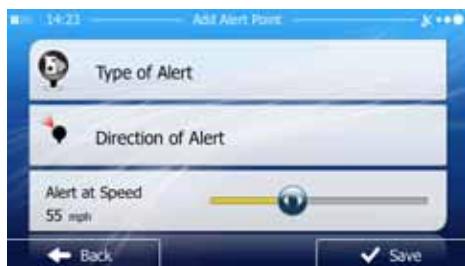 14:23 Add Alert Point
Type of Alert
Direction of Alert
Alert at Speed
55 mph
Back Save